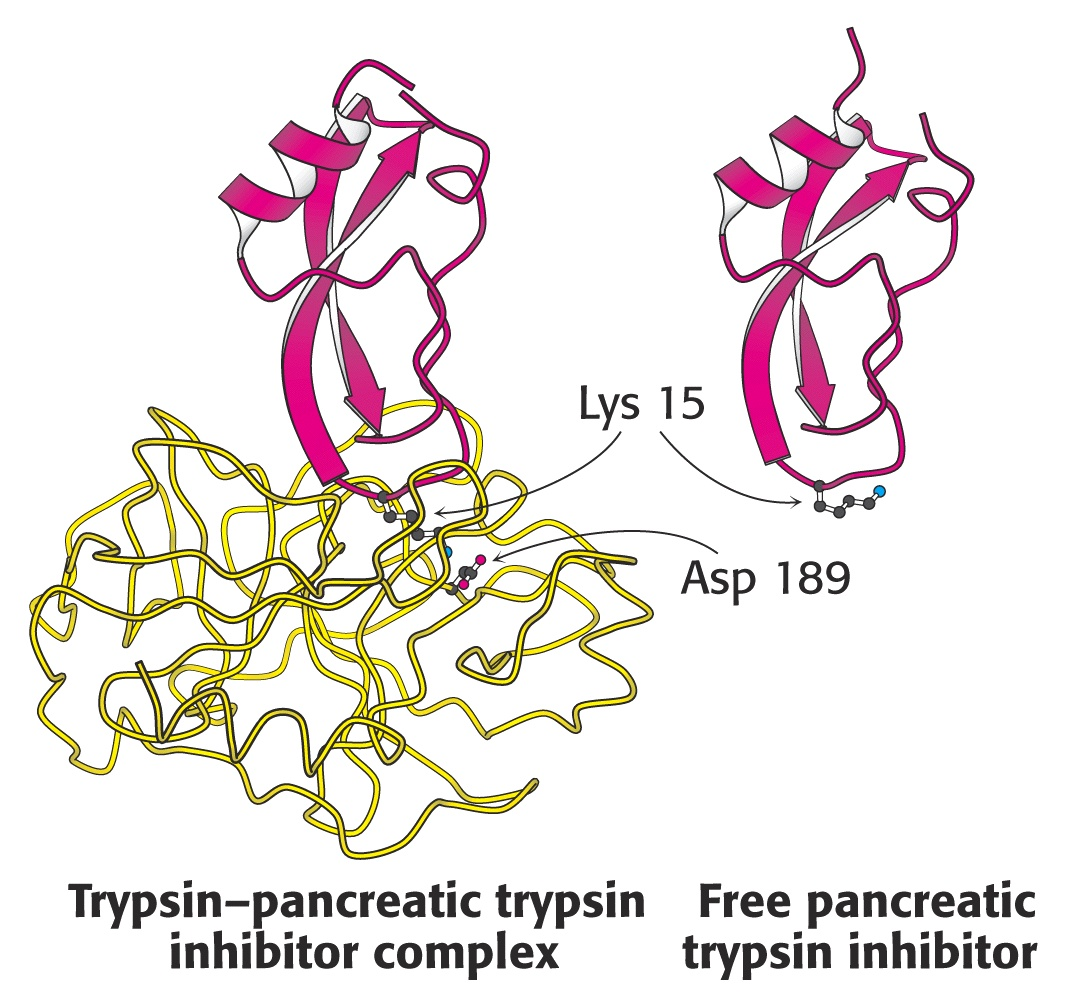 Lys 15
Asp 189
Trypsin–pancreatic trypsin
inhibitor complex
Free pancreatic
trypsin inhibitor